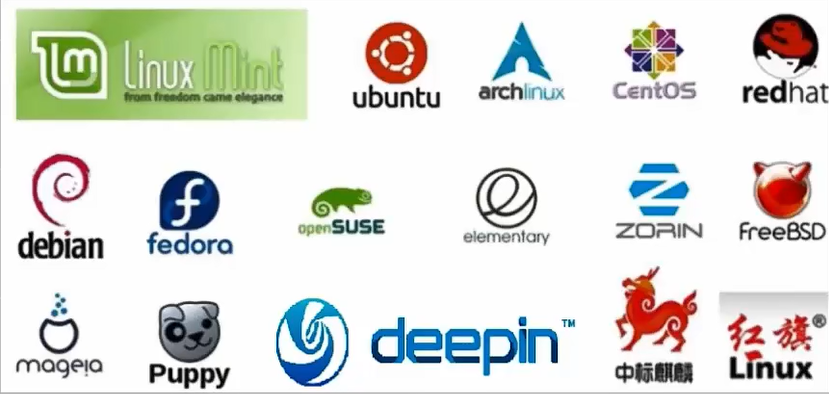 Linux Mint
from freedom came elegance
ubuntu
archlinux
CentOS
redhat
debian
fedora
openSUSE
elementary
ZORIN
FreeBSD
mageia
Puppy
deepin™
中标麒麟
红旗®
Linux